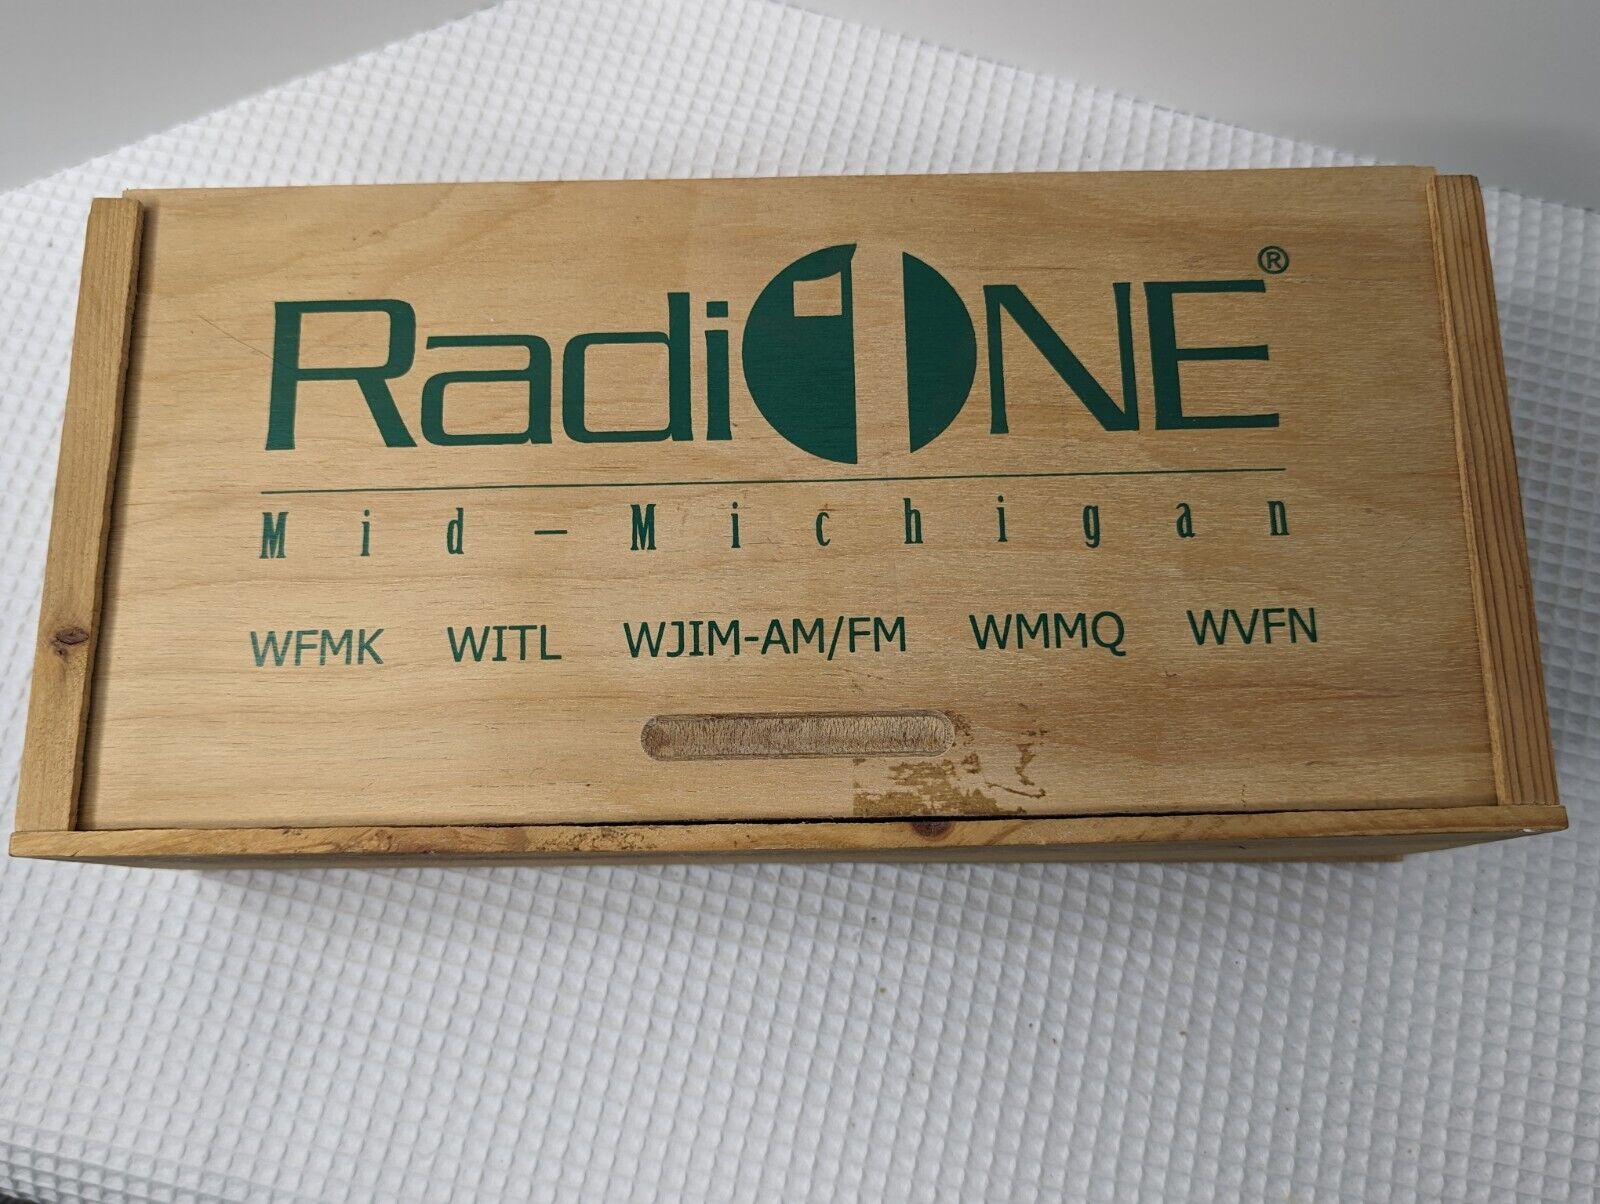 RadiONE®
Mid-Michigan
WFMK WITL WJIM-AM/FM WMMQ WVFN